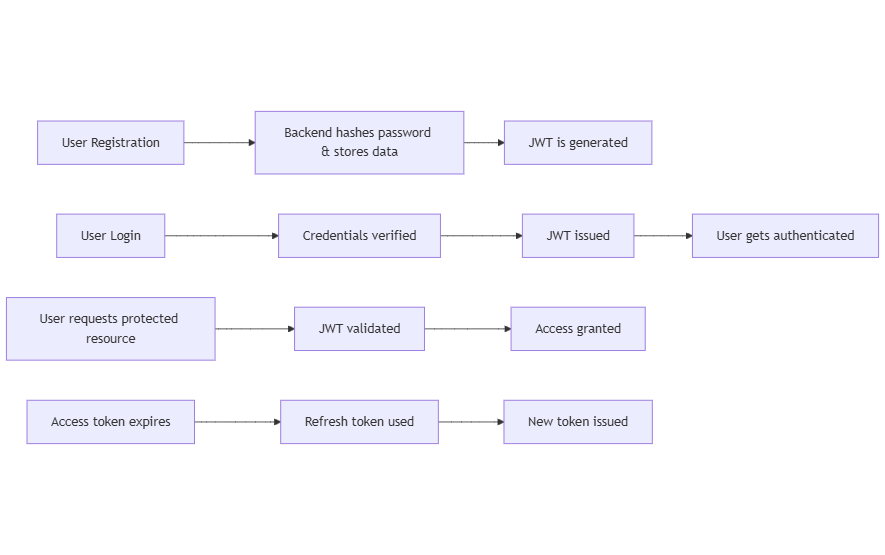 User Registration
Backend hashes password
& stores data
JWT is generated
User Login
Credentials verified
JWT issued
User gets authenticated
User requests protected
resource
JWT validated
Access granted
Access token expires
Refresh token used
New token issued